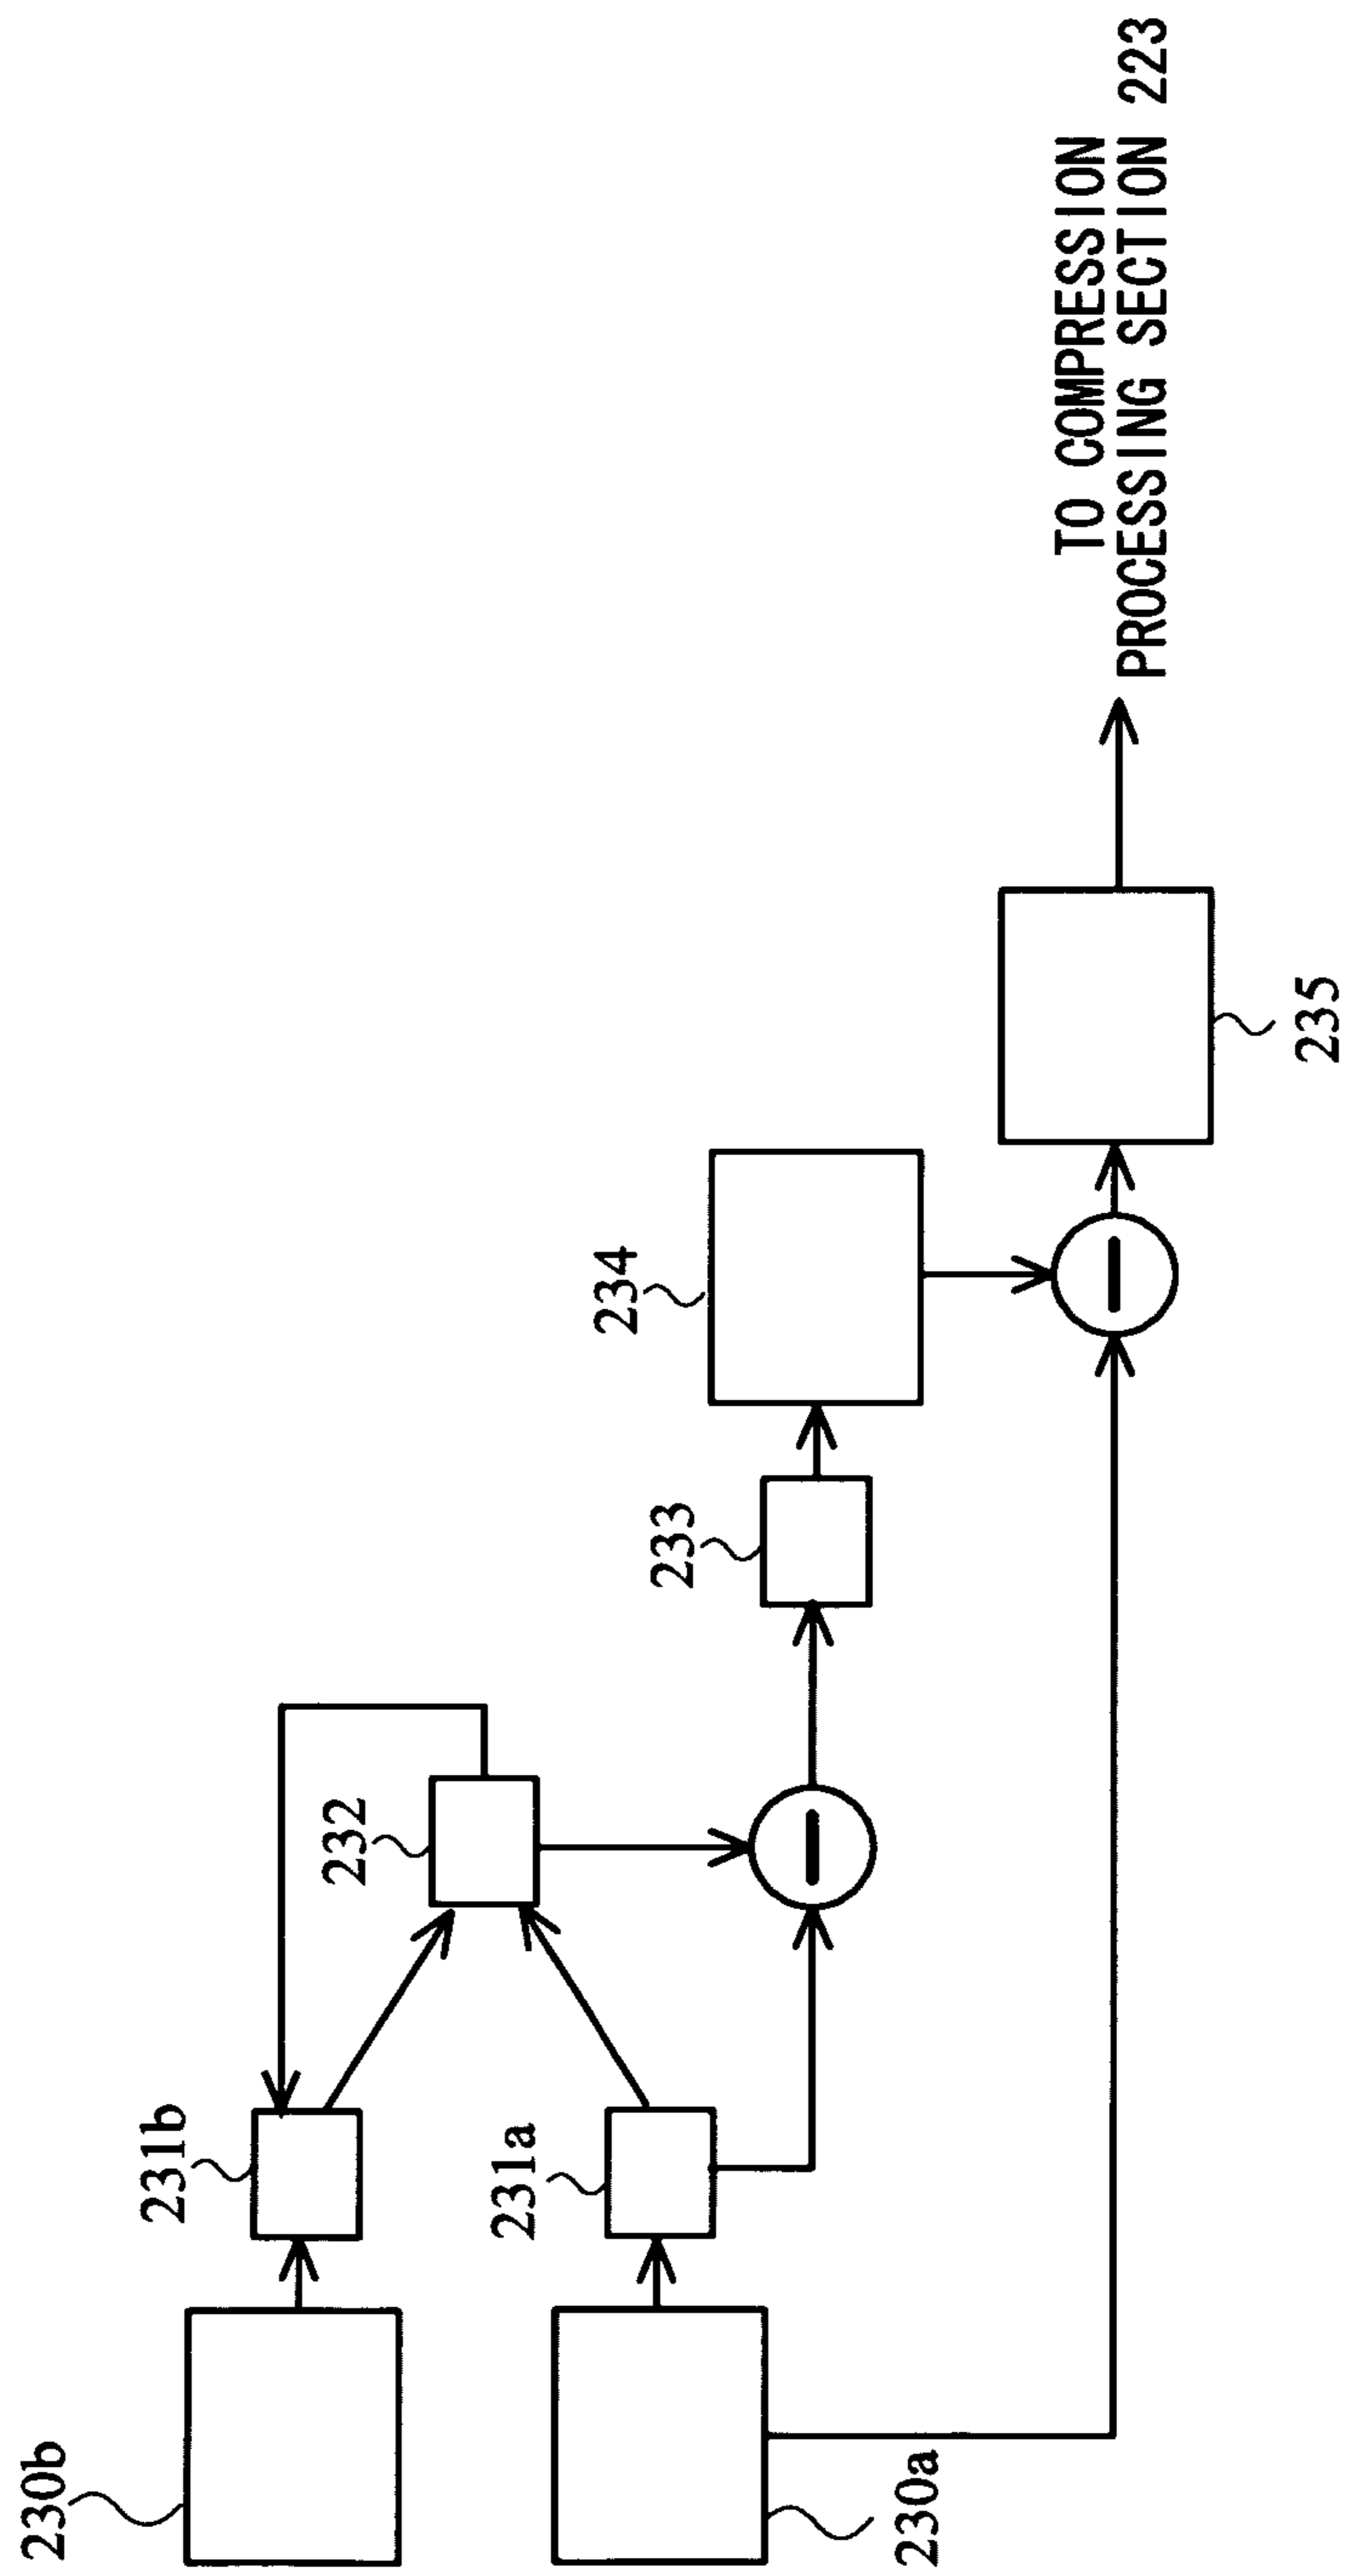 230b
231b
232
231a
230a
233
234
235
TO COMPRESSION
PROCESSING SECTION 223